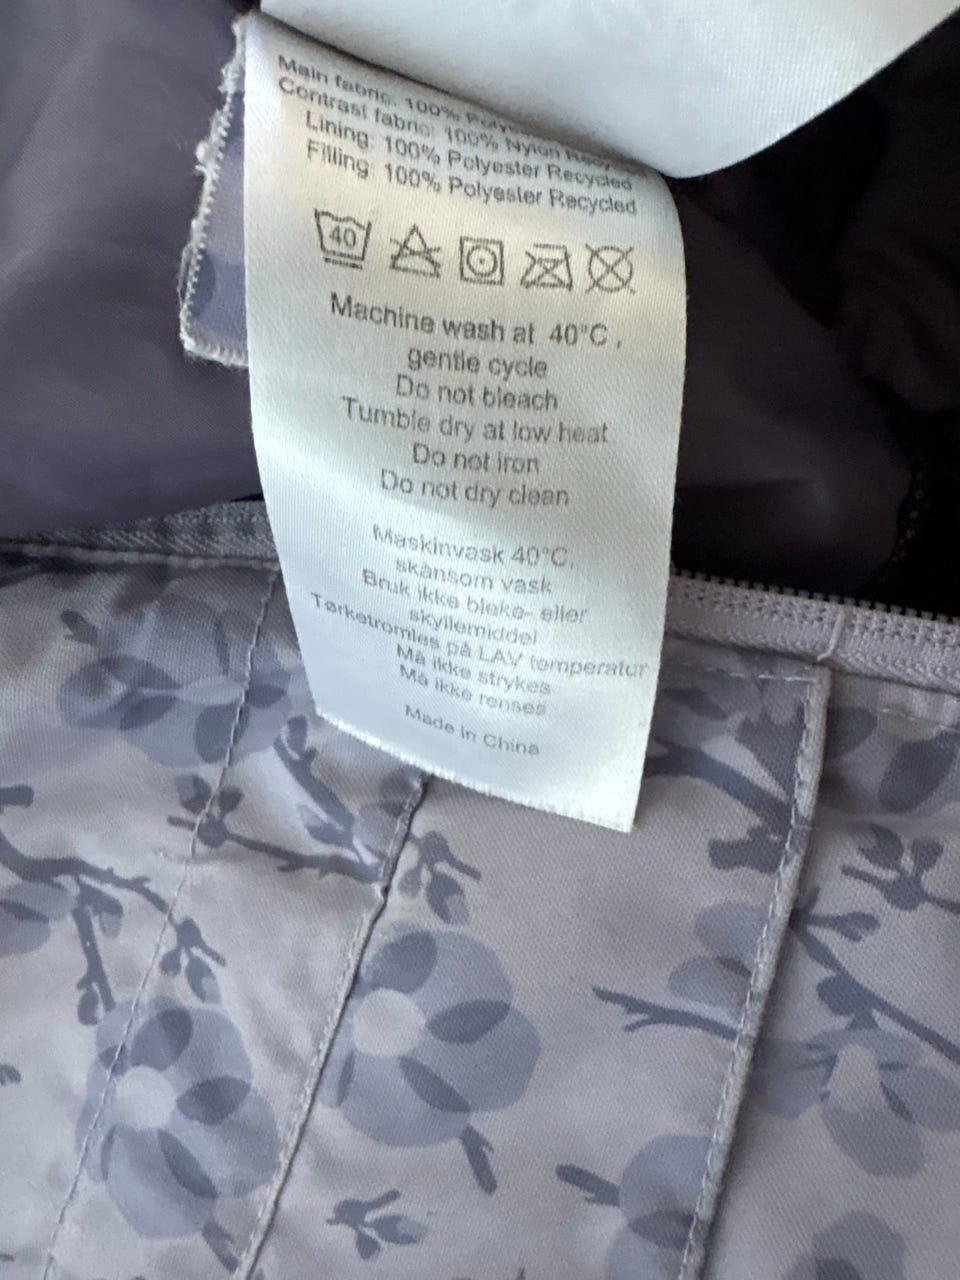 Main fabric: 100%
Contrast fabric: 100% Nylon
Lining: 100% Polyester Recycled
Filling: 100% Polyester Recycled
40
Machine wash at 40°C,
gentle cycle
Do not bleach
Tumble dry at low heat
Do not iron
Do not dry clean
Maskinvask 40°C,
skånsom vask
Bruk ikke bleke- eller
skyllemiddel
Tørketromles på LAV temperatur
Må ikke strykes
Må ikke renses
Made in China